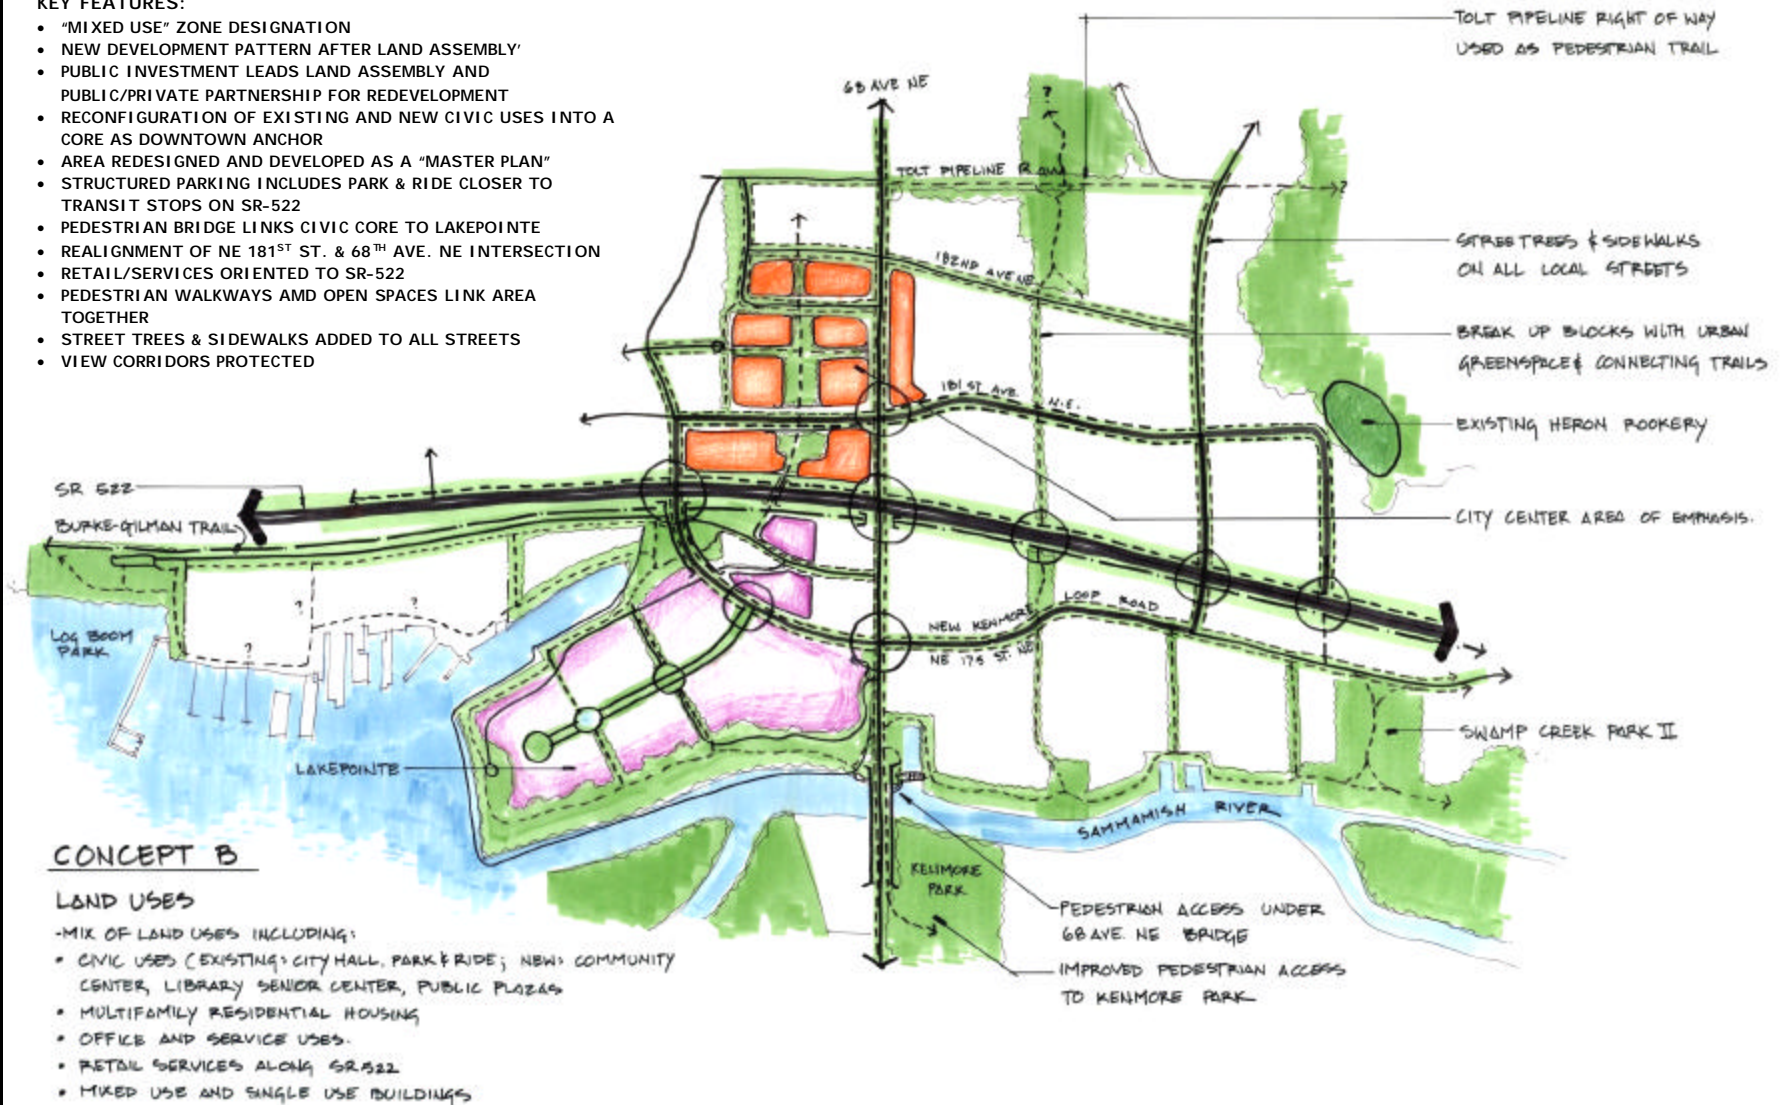 KEY FEATURES:
• “MIXED USE” ZONE DESIGNATION
• NEW DEVELOPMENT PATTERN AFTER LAND ASSEMBLY’
• PUBLIC INVESTMENT LEADS LAND ASSEMBLY AND
PUBLIC/PRIVATE PARTNERSHIP FOR REDEVELOPMENT
• RECONFIGURATION OF EXISTING AND NEW CIVIC USES INTO A
CORE AS DOWNTOWN ANCHOR
• AREA REDESIGNED AND DEVELOPED AS A “MASTER PLAN”
• STRUCTURED PARKING INCLUDES PARK & RIDE CLOSER TO
TRANSIT STOPS ON SR-522
• PEDESTRIAN BRIDGE LINKS CIVIC CORE TO LAKEPOINTE
• REALIGNMENT OF NE 181ST ST. & 68TH AVE. NE INTERSECTION
• RETAIL/SERVICES ORIENTED TO SR-522
• PEDESTRIAN WALKWAYS AMD OPEN SPACES LINK AREA
TOGETHER
• STREET TREES & SIDEWALKS ADDED TO ALL STREETS
• VIEW CORRIDORS PROTECTED
TOLT PIPELINE RIGHT OF WAY
USED AS PEDESTRIAN TRAIL
68 AVE NE
?
TOLT PIPELINE R.O.W
?
STREETREES & SIDEWALKS
ON ALL LOCAL STREETS
182ND AVE NE
BREAK UP BLOCKS WITH URBAN
GREENSPACE & CONNECTING TRAILS
181 ST AVE N.E.
EXISTING HERON ROOKERY
SR 522
BURKE-GILMAN TRAIL
CITY CENTER AREA OF EMPHASIS.
?
?
?
LOG BOOM
PARK
NEW KENMORE LOOP ROAD
NE 175 ST. NE
SWAMP CREEK PARK II
LAKEPOINTE
SAMMAMISH RIVER
KENMORE
PARK
PEDESTRIAN ACCESS UNDER
68 AVE. NE BRIDGE
IMPROVED PEDESTRIAN ACCESS
TO KENMORE PARK
CONCEPT B
LAND USES
-MIX OF LAND USES INCLUDING:
• CIVIC USES (EXISTING: CITY HALL, PARK & RIDE; NEW: COMMUNITY
CENTER, LIBRARY SENIOR CENTER, PUBLIC PLAZAS
• MULTIFAMILY RESIDENTIAL HOUSING
• OFFICE AND SERVICE USES.
• RETAIL SERVICES ALONG SR522
• MIXED USE AND SINGLE USE BUILDINGS